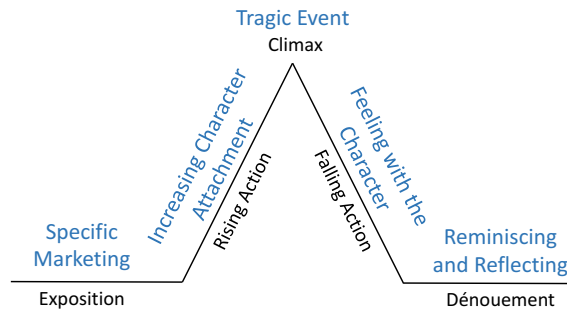 Tragic Event
Climax
Increasing Character
Attachment
Rising Action
Feeling with the
Character
Falling Action
Specific
Marketing
Exposition
Reminiscing
and Reflecting
Dénouement